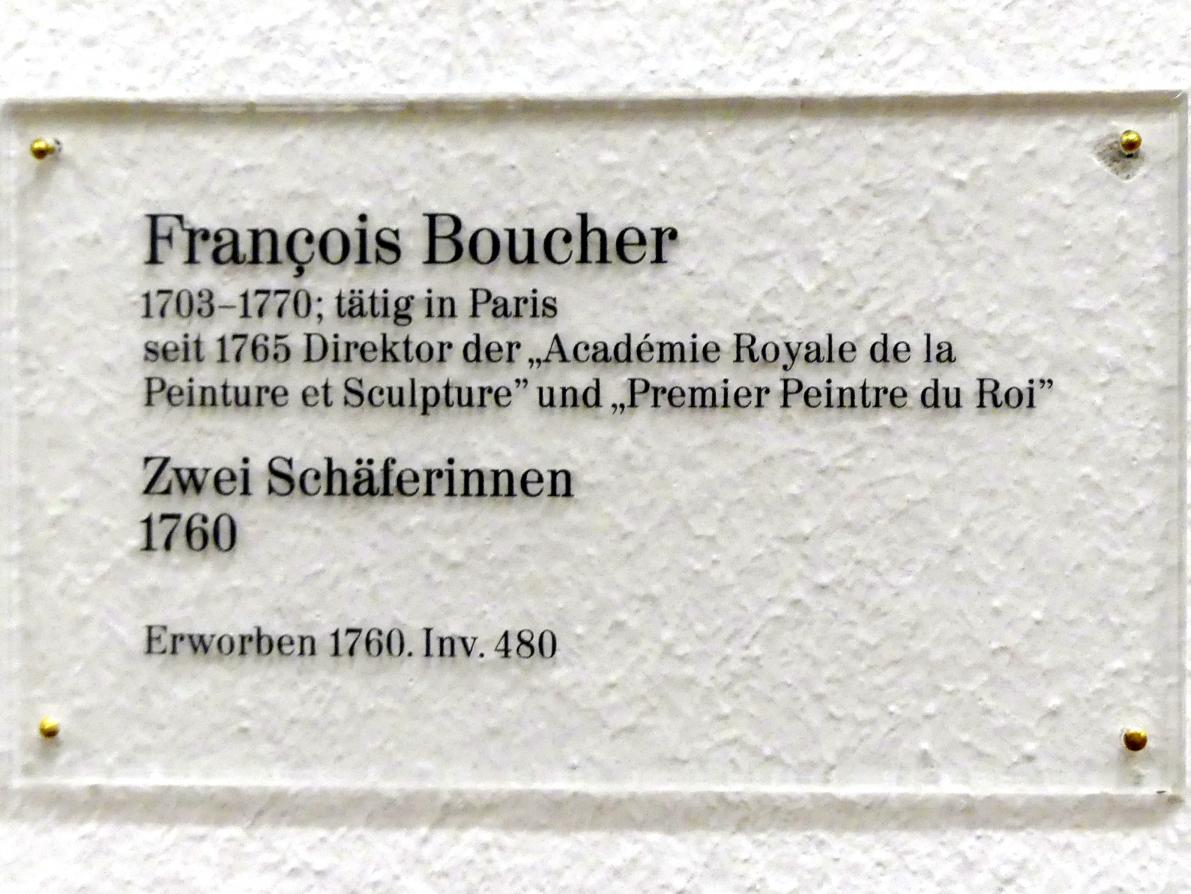 François Boucher
1703–1770; tätig in Paris
seit 1765 Direktor der „Académie Royale de la
Peinture et Sculpture” und „Premier Peintre du Roi”
Zwei Schäferinnen
1760
Erworben 1760. Inv. 480